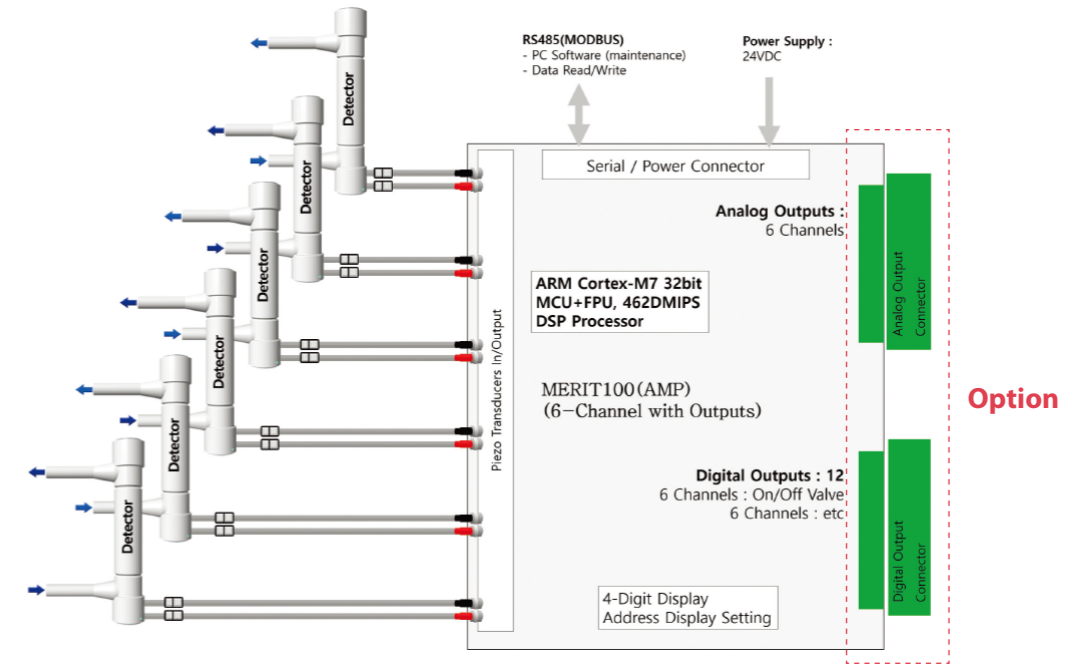 RS485(MODBUS)
- PC Software (maintenance)
- Data Read/Write
Power Supply :
24VDC
Detector
Detector
Detector
Detector
Detector
Detector
Piezo Transducers In/Output
Serial / Power Connector
Analog Outputs :
6 Channels
ARM Cortex-M7 32bit
MCU+FPU, 462DMIPS
DSP Processor
MERIT100(AMP)
(6-Channel with Outputs)
Digital Outputs : 12
6 Channels : On/Off Valve
6 Channels : etc
4-Digit Display
Address Display Setting
Analog Output
Connector
Digital Output
Connector
Option